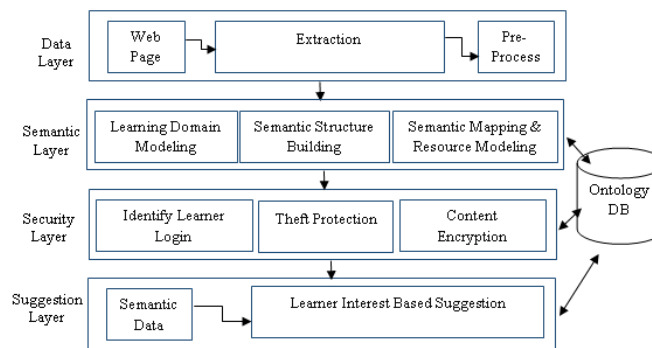 Data
Layer
Web
Page
Extraction
Pre-
Process
Semantic
Layer
Learning Domain
Modeling
Semantic Structure
Building
Semantic Mapping &
Resource Modeling
Ontology
DB
Security
Layer
Identify Learner
Login
Theft Protection
Content
Encryption
Suggestion
Layer
Semantic
Data
Learner Interest Based Suggestion